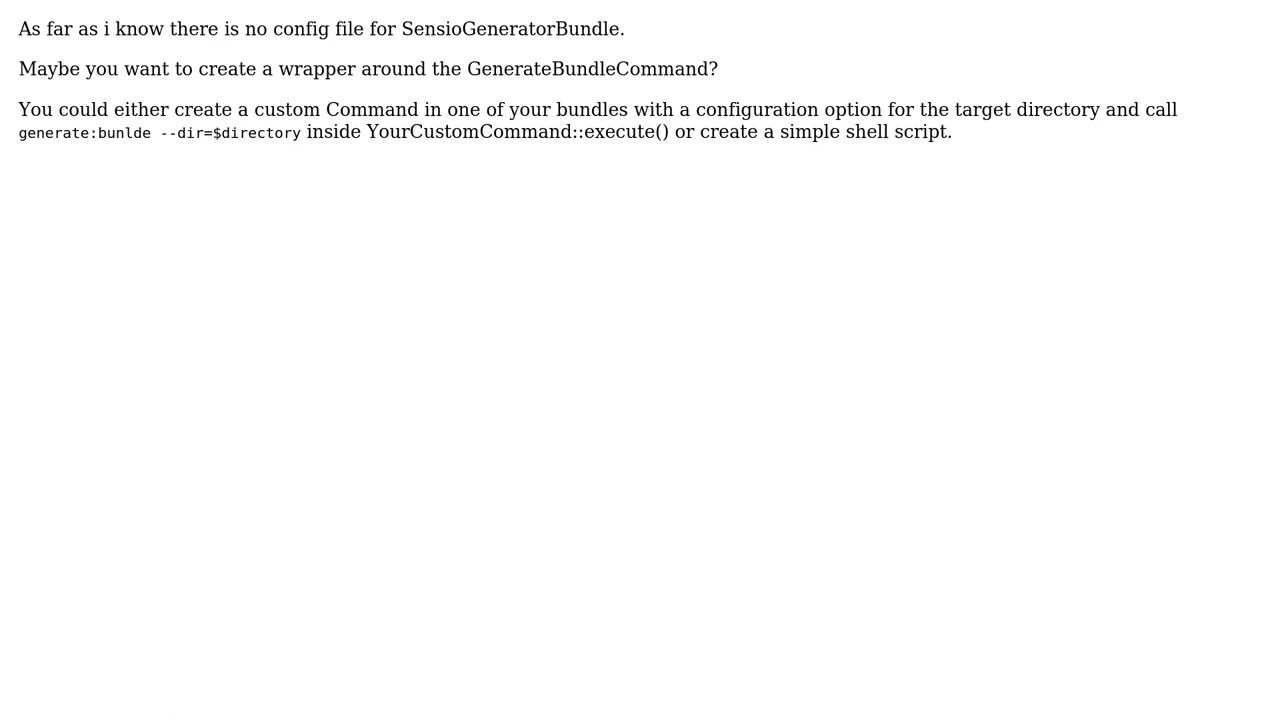 As far as i know there is no config file for SensioGeneratorBundle.
Maybe you want to create a wrapper around the GenerateBundleCommand?
You could either create a custom Command in one of your bundles with a configuration option for the target directory and call
generate:bunlde --dir=$directory inside YourCustomCommand::execute() or create a simple shell script.